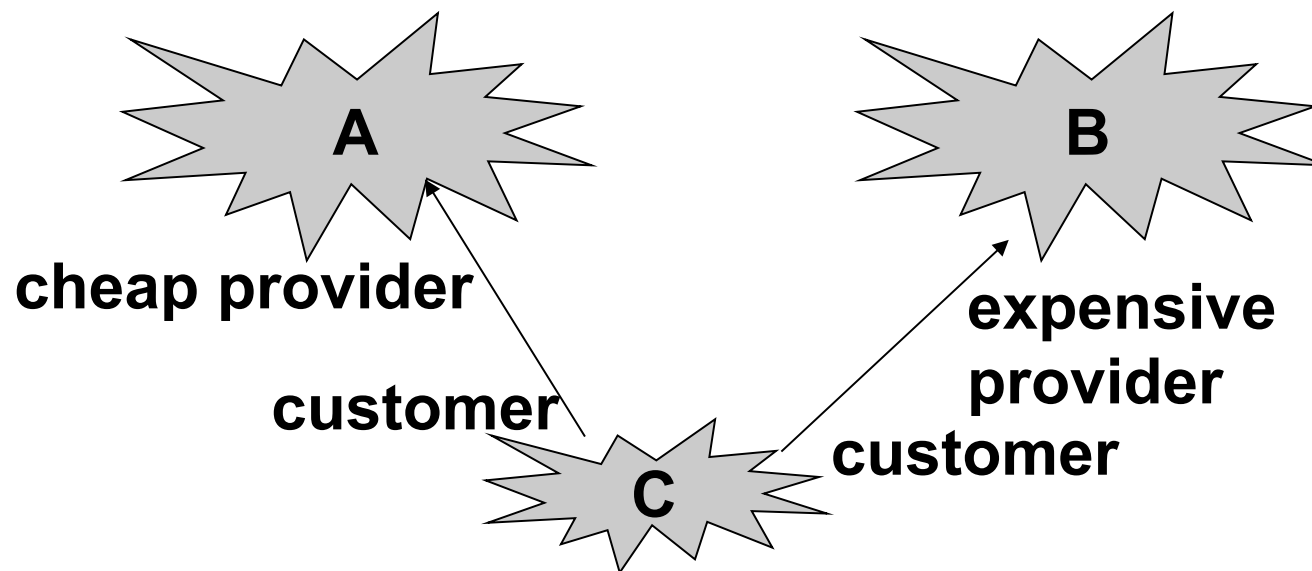 A
B
cheap provider
expensive
provider
customer
customer
C